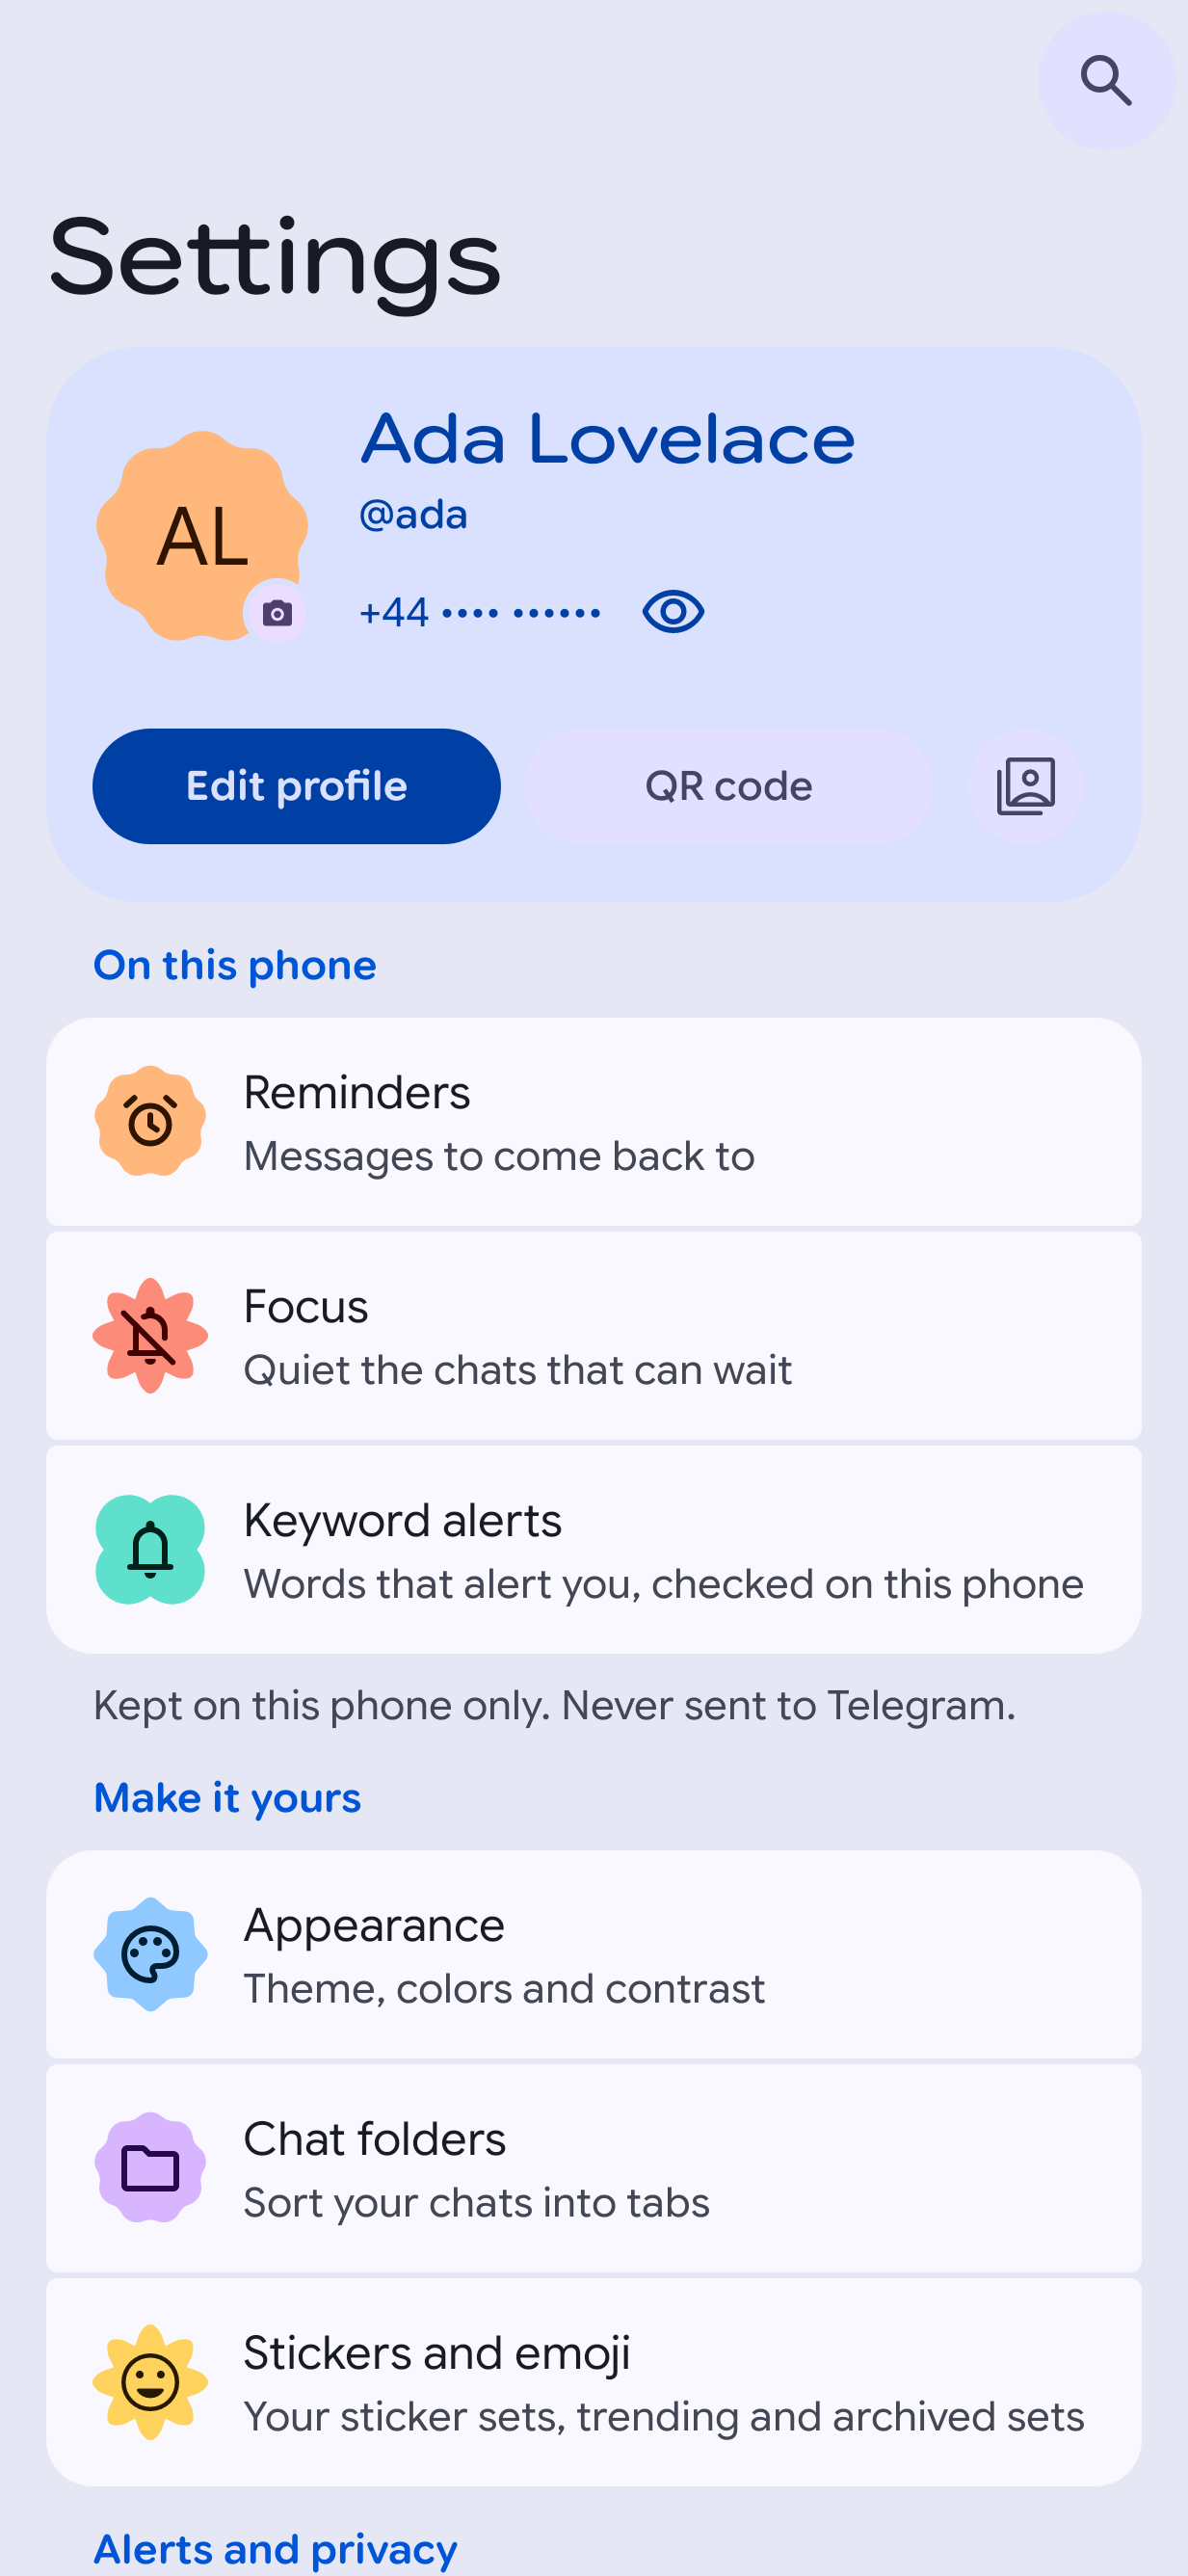 Settings
AL
Ada Lovelace
@ada
+44 •••• ••••••
Edit profile
QR code
On this phone
Reminders
Messages to come back to
Focus
Quiet the chats that can wait
Keyword alerts
Words that alert you, checked on this phone
Kept on this phone only. Never sent to Telegram.
Make it yours
Appearance
Theme, colors and contrast
Chat folders
Sort your chats into tabs
Stickers and emoji
Your sticker sets, trending and archived sets
Alerts and privacy